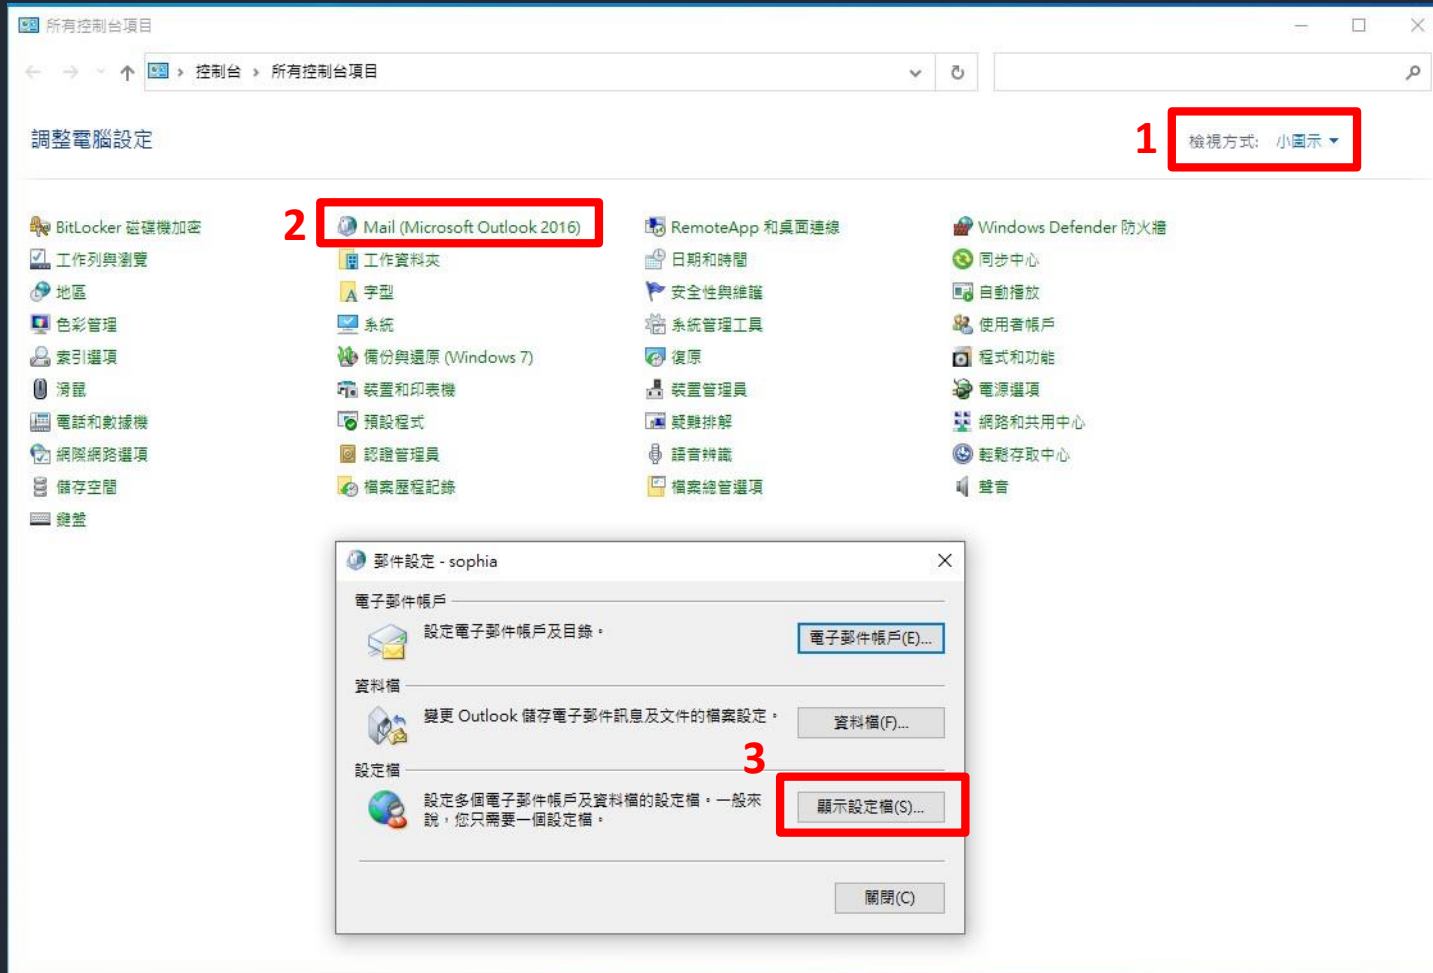 所有控制台項目
控制台 › 所有控制台項目
調整電腦設定
1
檢視方式: 小圖示
BitLocker 磁碟機加密
2
Mail (Microsoft Outlook 2016)
RemoteApp 和桌面連線
Windows Defender 防火牆
工作列與瀏覽
工作資料夾
日期和時間
同步中心
地區
字型
安全性與維護
自動播放
色彩管理
系統
系統管理工具
使用者帳戶
索引選項
備份與還原 (Windows 7)
復原
程式和功能
滑鼠
裝置和印表機
裝置管理員
電源選項
電話和數據機
預設程式
疑難排解
網路和共用中心
網際網路選項
認證管理員
語音辨識
輕鬆存取中心
儲存空間
檔案歷程記錄
檔案總管選項
聲音
鍵盤
郵件設定 - sophia
電子郵件帳戶
設定電子郵件帳戶及目錄。
電子郵件帳戶(E)...
資料檔
變更 Outlook 儲存電子郵件訊息及文件的檔案設定。
資料檔(F)...
3
設定檔
設定多個電子郵件帳戶及資料檔的設定檔。一般來
說，您只需要一個設定檔。
顯示設定檔(S)...
關閉(C)